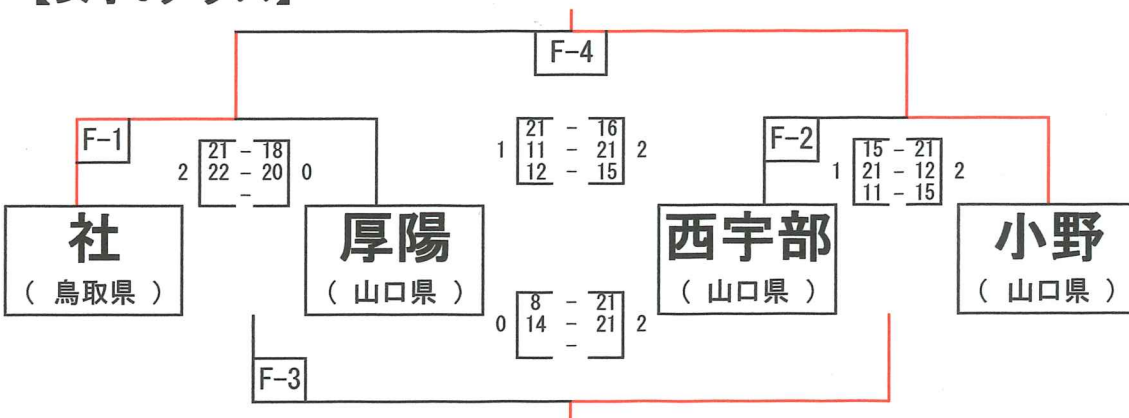 F-4
F-1
21 - 18
2 22 - 20 0
-
21 - 16
1 11 - 21 2
12 - 15
F-2
15 - 21
1 21 - 12 2
11 - 15
社
( 鳥取県 )
厚陽
( 山口県 )
西宇部
( 山口県 )
小野
( 山口県 )
8 - 21
0 14 - 21 2
-
F-3